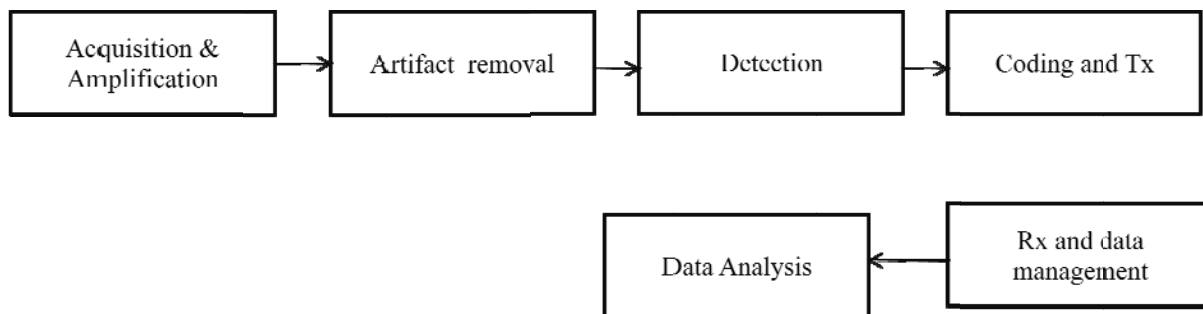 Acquisition &
Amplification
Artifact removal
Detection
Coding and Tx
Data Analysis
Rx and data
management